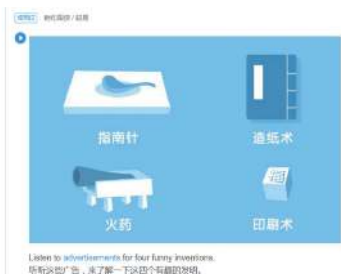 指南针
造纸术
火药
印刷术
Listen to advertisements for four funny inventions.
听听这些广告，来了解一下这四个有趣的发明。